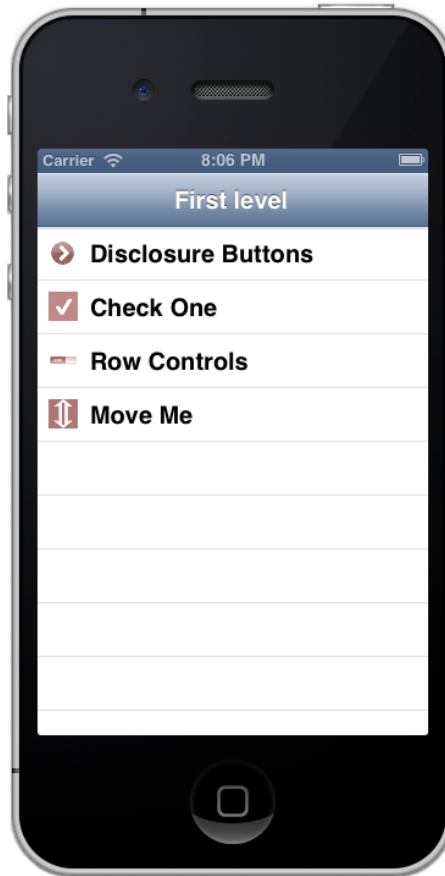 Carrier
8:06 PM
First level
Disclosure Buttons
Check One
Row Controls
Move Me